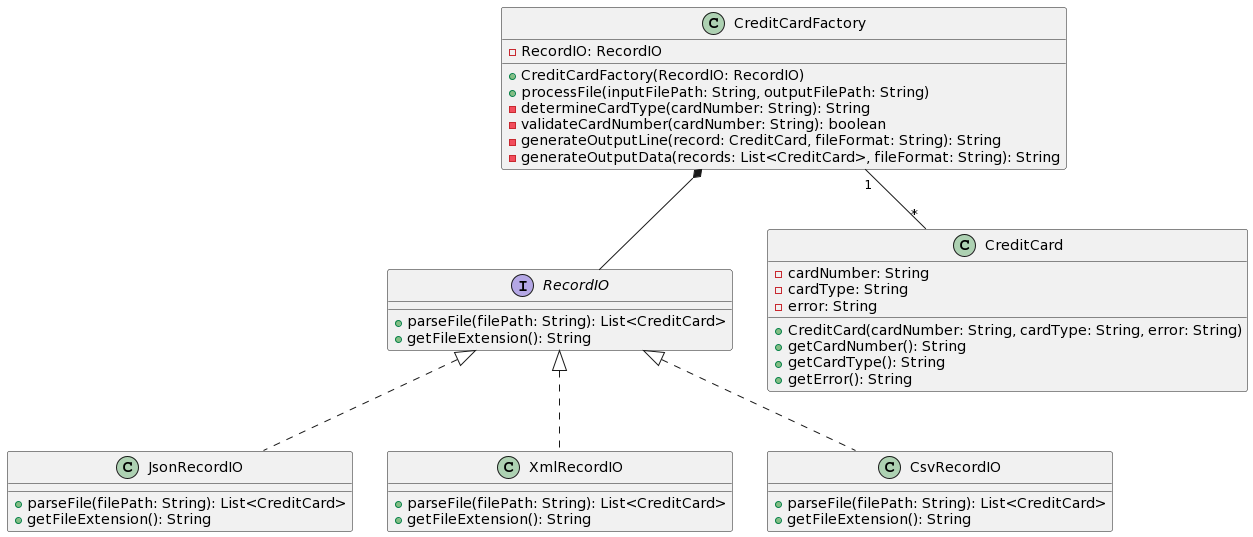 C CreditCardFactory
RecordIO: RecordIO
CreditCardFactory(RecordIO: RecordIO)
processFile(inputFilePath: String, outputFilePath: String)
determineCardType(cardNumber: String): String
validateCardNumber(cardNumber: String): boolean
generateOutputLine(record: CreditCard, fileFormat: String): String
generateOutputData(records: List<CreditCard>, fileFormat: String): String
1
*
C CreditCard
cardNumber: String
cardType: String
error: String
CreditCard(cardNumber: String, cardType: String, error: String)
getCardNumber(): String
getCardType(): String
getError(): String
I RecordIO
parseFile(filePath: String): List<CreditCard>
getFileExtension(): String
C JsonRecordIO
parseFile(filePath: String): List<CreditCard>
getFileExtension(): String
C XmlRecordIO
parseFile(filePath: String): List<CreditCard>
getFileExtension(): String
C CsvRecordIO
parseFile(filePath: String): List<CreditCard>
getFileExtension(): String